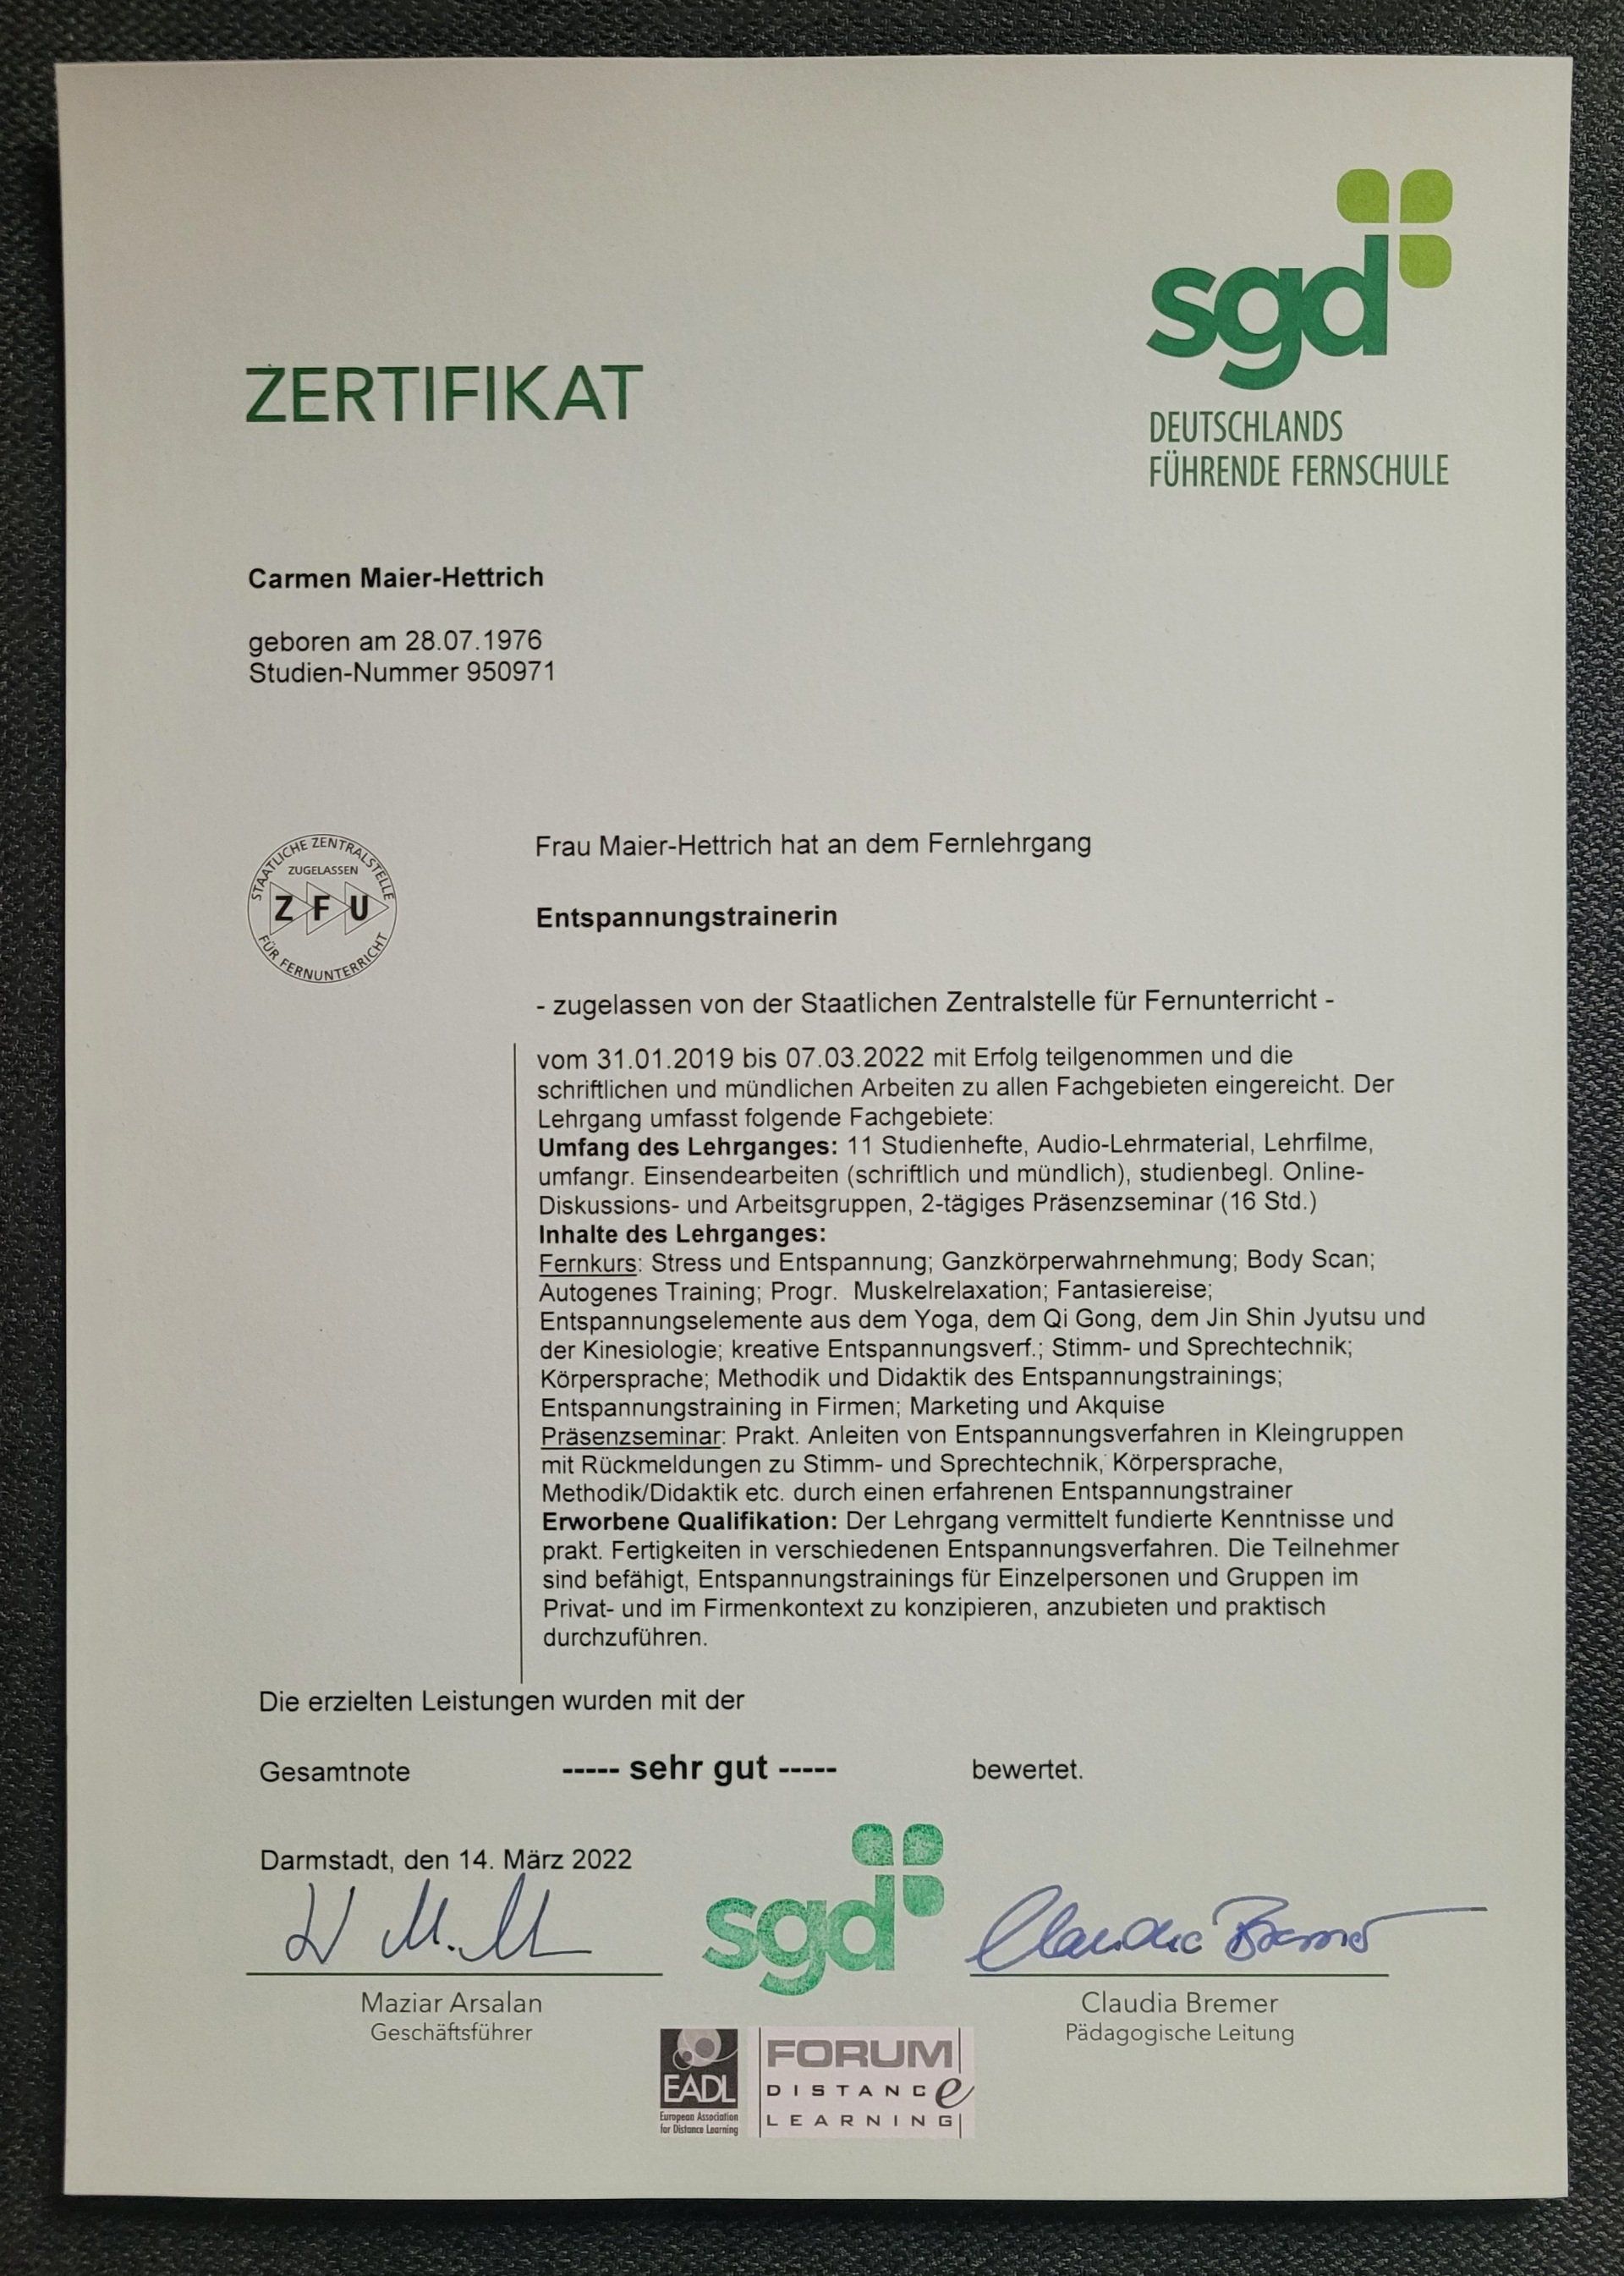 sgd
DEUTSCHLANDS
FÜHRENDE FERNSCHULE
ZERTIFIKAT
Carmen Maier-Hettrich
geboren am 28.07.1976
Studien-Nummer 950971
STAATLICHE ZENTRALSTELLE
ZUGELASSEN
Z F U
FÜR FERNUNTERRICHT
Frau Maier-Hettrich hat an dem Fernlehrgang
Entspannungstrainerin
- zugelassen von der Staatlichen Zentralstelle für Fernunterricht -
vom 31.01.2019 bis 07.03.2022 mit Erfolg teilgenommen und die
schriftlichen und mündlichen Arbeiten zu allen Fachgebieten eingereicht. Der
Lehrgang umfasst folgende Fachgebiete:
Umfang des Lehrganges: 11 Studienhefte, Audio-Lehrmaterial, Lehrfilme,
umfangr. Einsendearbeiten (schriftlich und mündlich), studienbegl. Online-
Diskussions- und Arbeitsgruppen, 2-tägiges Präsenzseminar (16 Std.)
Inhalte des Lehrganges:
Fernkurs: Stress und Entspannung; Ganzkörperwahrnehmung; Body Scan;
Autogenes Training; Progr. Muskelrelaxation; Fantasiereise;
Entspannungselemente aus dem Yoga, dem Qi Gong, dem Jin Shin Jyutsu und
der Kinesiologie; kreative Entspannungsverf.; Stimm- und Sprechtechnik;
Körpersprache; Methodik und Didaktik des Entspannungstrainings;
Entspannungstraining in Firmen; Marketing und Akquise
Präsenzseminar: Prakt. Anleiten von Entspannungsverfahren in Kleingruppen
mit Rückmeldungen zu Stimm- und Sprechtechnik, Körpersprache,
Methodik/Didaktik etc. durch einen erfahrenen Entspannungstrainer
Erworbene Qualifikation: Der Lehrgang vermittelt fundierte Kenntnisse und
prakt. Fertigkeiten in verschiedenen Entspannungsverfahren. Die Teilnehmer
sind befähigt, Entspannungstrainings für Einzelpersonen und Gruppen im
Privat- und im Firmenkontext zu konzipieren, anzubieten und praktisch
durchzuführen.
Die erzielten Leistungen wurden mit der
Gesamtnote ----- sehr gut ----- bewertet.
Darmstadt, den 14. März 2022
sgd
Claudia Bremer
Maziar Arsalan
Geschäftsführer
Claudia Bremer
Pädagogische Leitung
EADL
European Association
for Distance Learning
FORUM
DISTANCe
LEARNING